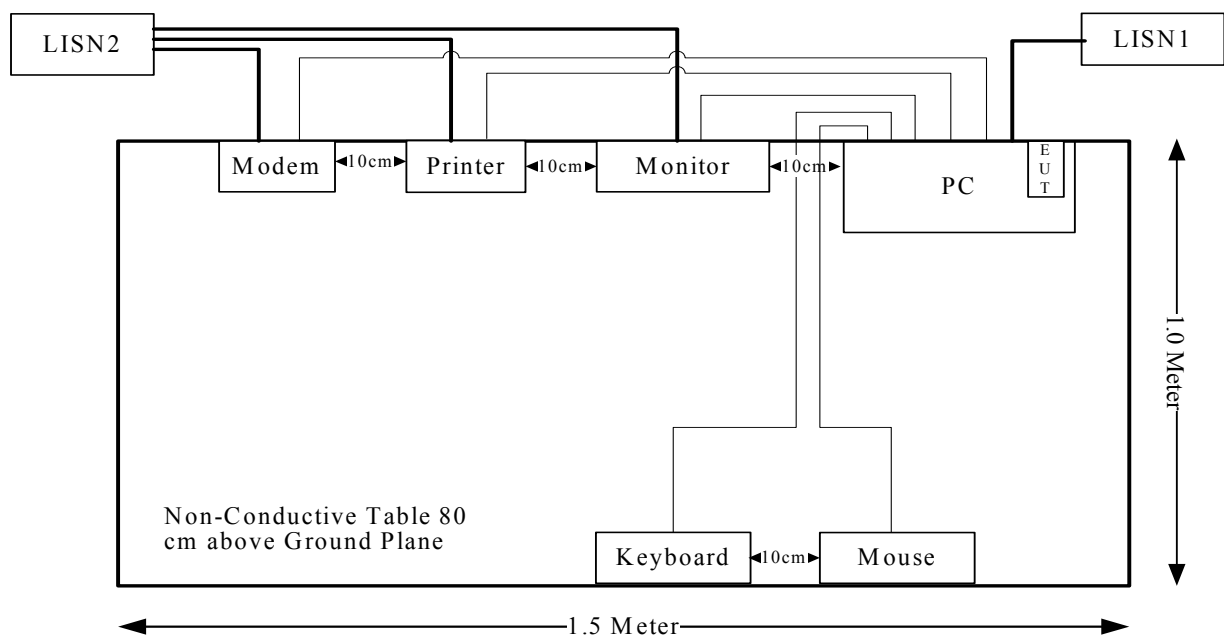 LISN2
LISN1
Modem
10cm
Printer
10cm
Monitor
10cm
PC
E
U
T
1.0 Meter
Non-Conductive Table 80
cm above Ground Plane
Keyboard
10cm
Mouse
1.5 Meter